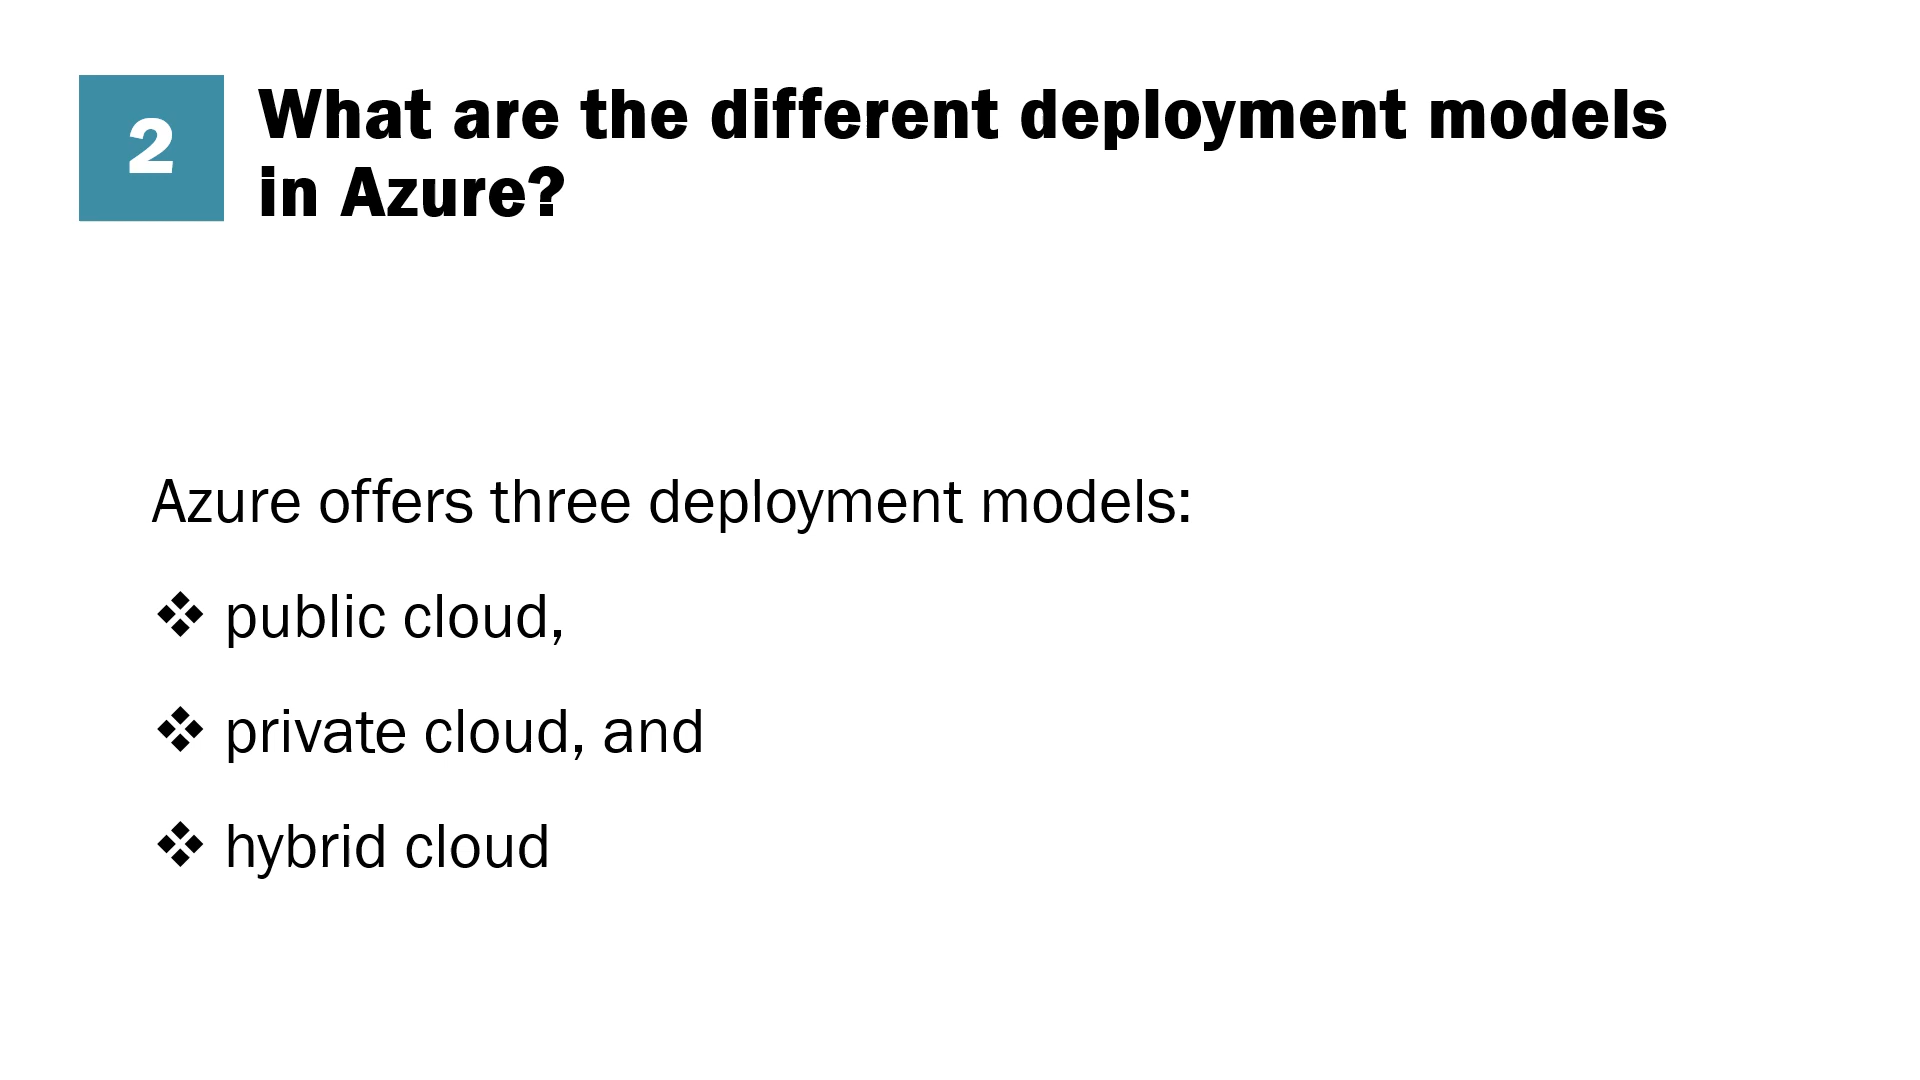 2
What are the different deployment models
in Azure?
Azure offers three deployment models:
❖ public cloud,
❖ private cloud, and
❖ hybrid cloud